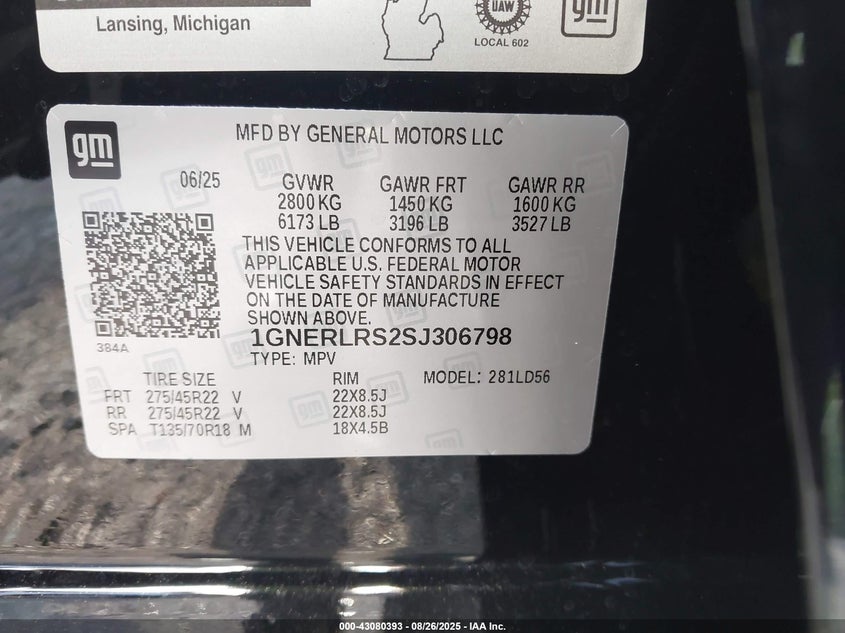 Lansing, Michigan
UAW
LOCAL 602
gm
gm
MFD BY GENERAL MOTORS LLC
06/25
GVWR GAWR FRT GAWR RR
2800KG 1450 KG 1600 KG
6173 LB 3196 LB 3527 LB
THIS VEHICLE CONFORMS TO ALL
APPLICABLE U.S. FEDERAL MOTOR
VEHICLE SAFETY STANDARDS IN EFFECT
ON THE DATE OF MANUFACTURE
SHOWN ABOVE.
1GNERLRS2SJ306798
384A
TYPE: MPV
TIRE SIZE RIM MODEL: 281LD56
FRT 275/45R22 V 22X8.5J
RR 275/45R22 V 22X8.5J
SPA T135/70R18 M 18X4.5B
000-43080393 - 08/26/2025 - IAA Inc.